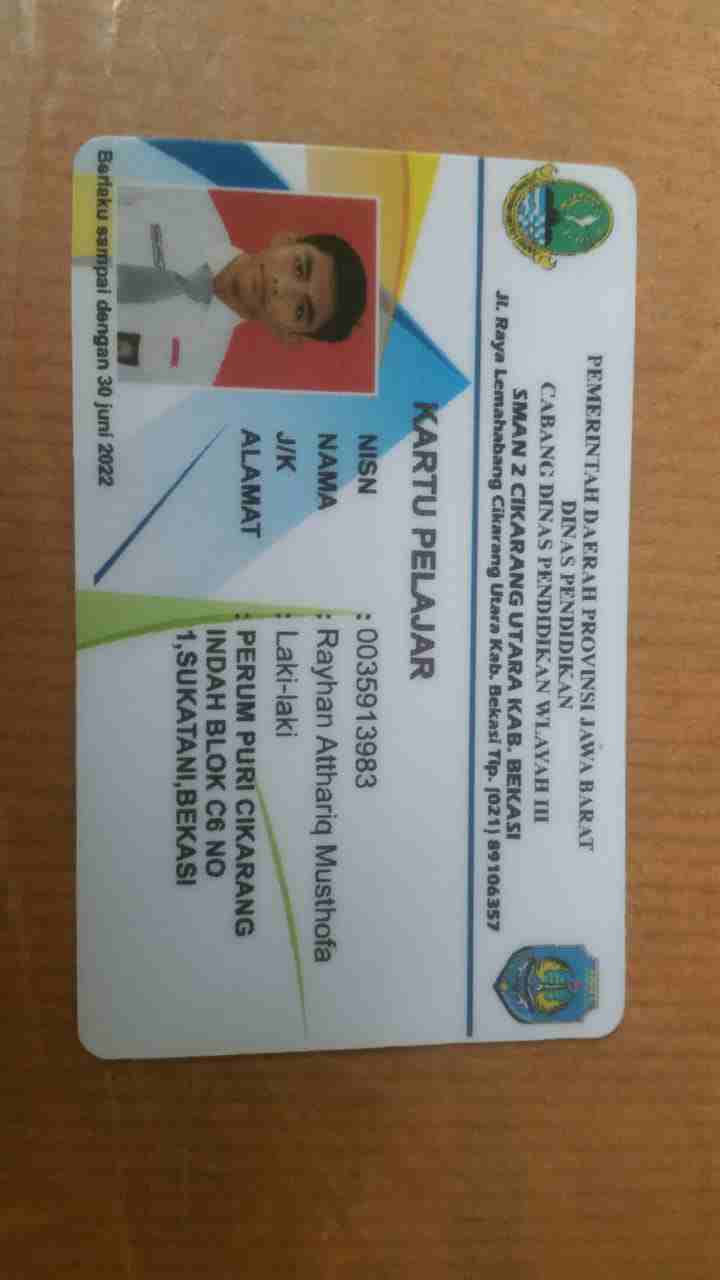 PEMERINTAH DAERAH PROVINSI JAWA BARAT
DINAS PENDIDIKAN
CABANG DINAS PENDIDIKAN WLAYAH III
SMAN 2 CIKARANG UTARA KAB. BEKASI
Jl. Raya Lemahabang Cikarang Utara Kab. Bekasi Tlp. (021) 89106357
KARTU PELAJAR
NISN : 0035913983
NAMA : Rayhan Atthariq Musthofa
J/K : Laki-laki
ALAMAT : PERUM PURI CIKARANG
INDAH BLOK C6 NO
1,SUKATANI,BEKASI
Berlaku sampai dengan 30 juni 2022